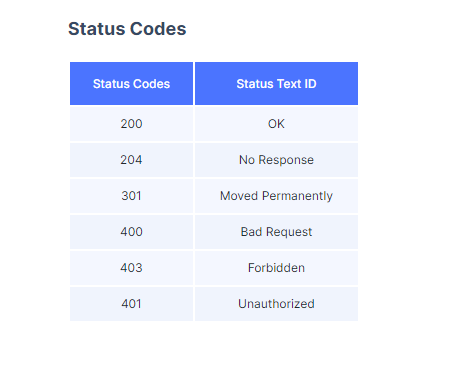 Status Codes
Status Codes Status Text ID
200 OK
204 No Response
301 Moved Permanently
400 Bad Request
403 Forbidden
401 Unauthorized